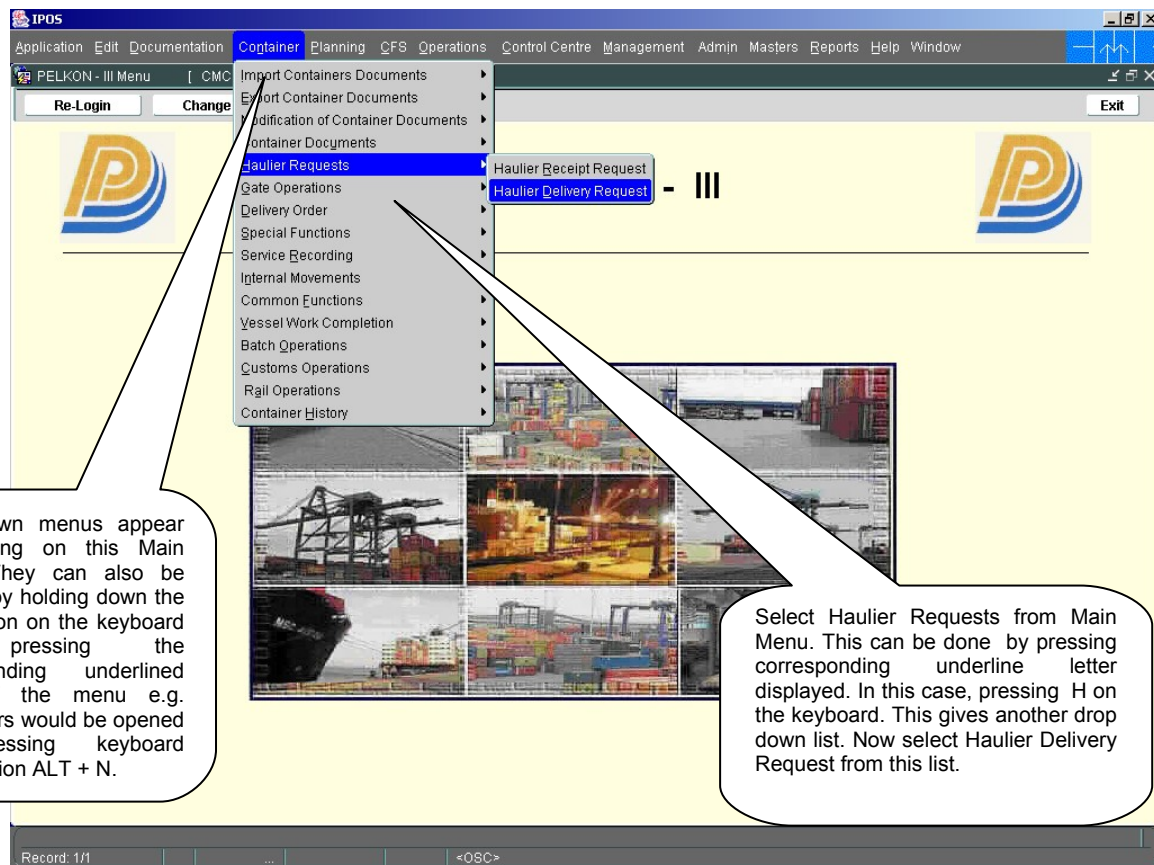 IPOS
Application Edit Documentation Container Planning CFS Operations Control Centre Management Admin Masters Reports Help Window
PELKON - III Menu [ CMC
Re-Login Change Exit
Import Containers Documents
Export Container Documents
Modification of Container Documents
Container Documents
Haulier Requests
Gate Operations
Delivery Order
Special Functions
Service Recording
Internal Movements
Common Functions
Vessel Work Completion
Batch Operations
Customs Operations
Rail Operations
Container History
Haulier Receipt Request
Haulier Delivery Request
- III
wn menus appear
ng on this Main
They can also be
by holding down the
on on the keyboard
pressing the
nding underlined
the menu e.g.
rs would be opened
essing keyboard
ion ALT + N.
Select Haulier Requests from Main
Menu. This can be done by pressing
corresponding underline letter
displayed. In this case, pressing H on
the keyboard. This gives another drop
down list. Now select Haulier Delivery
Request from this list.
Record: 1/1 ... <OSC>